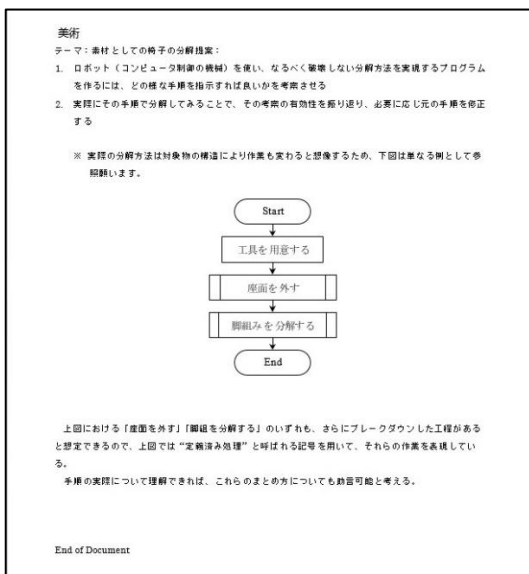 美術
テーマ：素材としての椅子の分解提案：
1. ロボット（コンピュータ制御の機械）を使い、なるべく破壊しない分解方法を実現するプログラム
を作るには、どの様な手順を指示すれば良いかを考案させる
2. 実際にその手順で分解してみることで、その考案の有効性を振り返り、必要に応じ元の手順を修正
する
※ 実際の分解方法は対象物の構造により作業も変わると想像するため、下図は単なる例として参
照願います。
Start
工具を用意する
座面を外す
脚組みを分解する
End
上図における「座面を外す」「脚組を分解する」のいずれも、さらにブレークダウンした工程がある
と想定できるので、上図では“定義済み処理”と呼ばれる記号を用いて、それらの作業を表現してい
る。
手順の実際について理解できれば、これらのまとめ方についても助言可能と考える。
End of Document